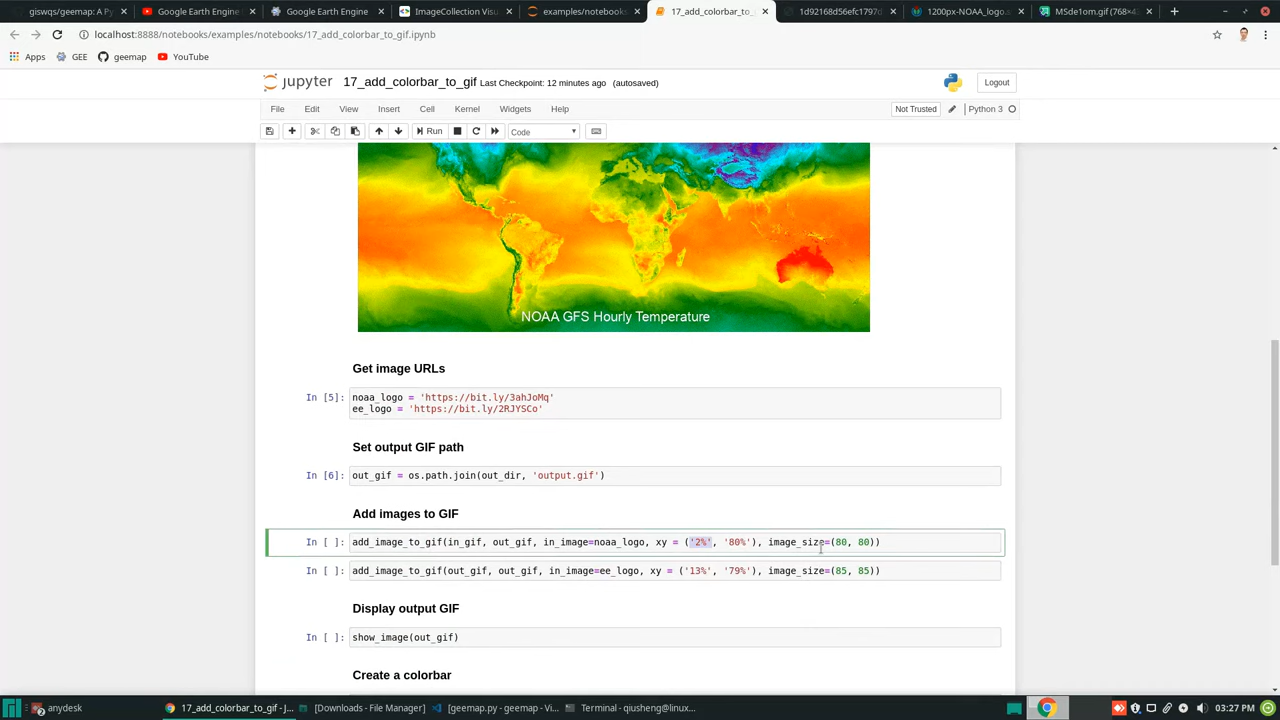 giswqs/geemap: A Py
Google Earth Engine
Google Earth Engine
ImageCollection Visu
examples/notebook
17_add_colorbar_to_
1d92168d56efc1797d
1200px-NOAA_logo.s
MSde1om.gif (768×4
localhost:8888/notebooks/examples/notebooks/17_add_colorbar_to_gif.ipynb
Apps GEE geemap YouTube
jupyter 17_add_colorbar_to_gif Last Checkpoint: 12 minutes ago (autosaved) Logout
File Edit View Insert Cell Kernel Widgets Help Not Trusted Python 3
Run Code
NOAA GFS Hourly Temperature
Get image URLs
In [5]: noaa_logo = 'https://bit.ly/3ahJoMq'
ee_logo = 'https://bit.ly/2RJYSCo'
Set output GIF path
In [6]: out_gif = os.path.join(out_dir, 'output.gif')
Add images to GIF
In [ ]: add_image_to_gif(in_gif, out_gif, in_image=noaa_logo, xy = ('2%', '80%'), image_size=(80, 80))
In [ ]: add_image_to_gif(out_gif, out_gif, in_image=ee_logo, xy = ('13%', '79%'), image_size=(85, 85))
Display output GIF
In [ ]: show_image(out_gif)
Create a colorbar
anydesk 17_add_colorbar_to_gif - J... [Downloads - File Manager] [geemap.py - geemap - Vi... Terminal - qiusheng@linux... 03:27 PM